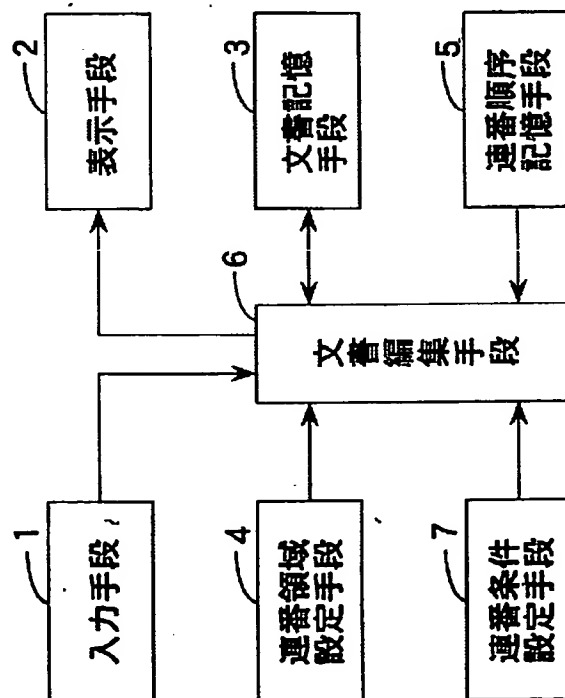 1
入力手段
4
連番領域
設定手段
7
連番条件
設定手段
6
文書編集手段
2
表示手段
3
文書記憶
手段
5
連番順序
記憶手段